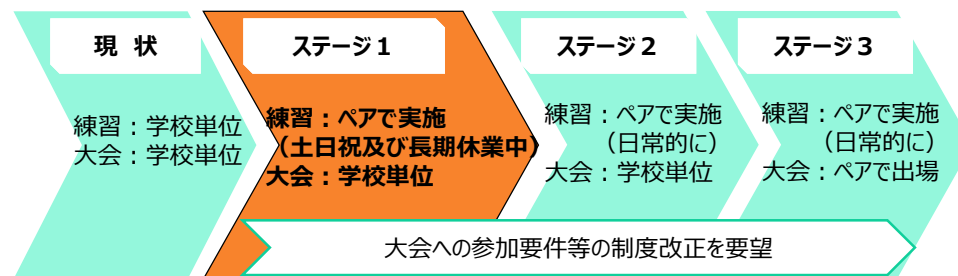 現 状
練習：学校単位
大会：学校単位
ステージ１
練習：ペアで実施
（土日祝及び長期休業中）
大会：学校単位
ステージ２
練習：ペアで実施
（日常的に）
大会：学校単位
ステージ３
練習：ペアで実施
（日常的に）
大会：ペアで出場
大会への参加要件等の制度改正を要望